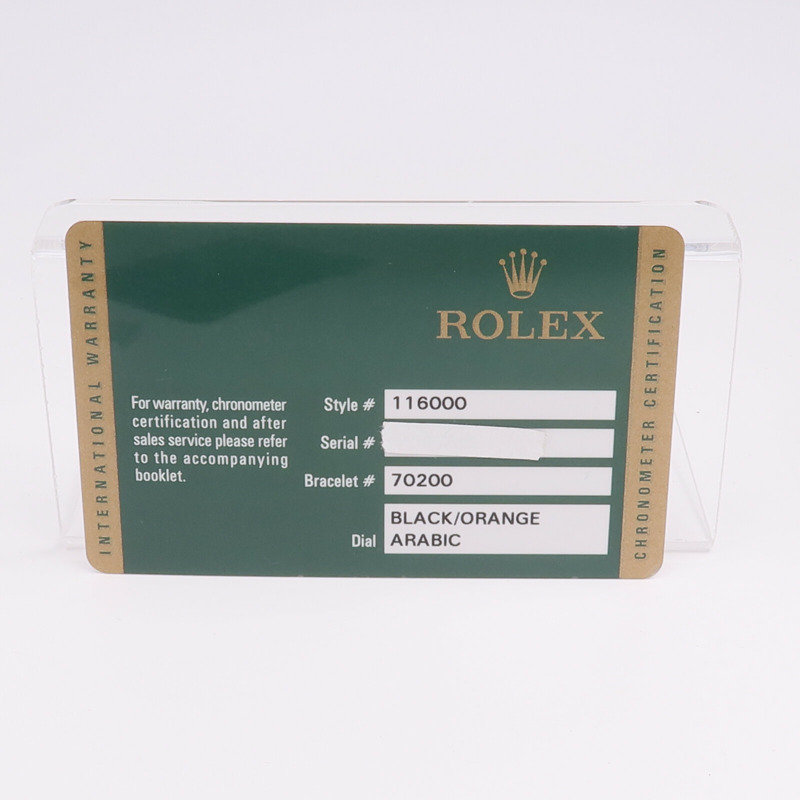 INTERNATIONAL WARRANTY
ROLEX
For warranty, chronometer
certification and after
sales service please refer
to the accompanying
booklet.
Style # 116000
Serial #
Bracelet # 70200
Dial BLACK/ORANGE
ARABIC
CHRONOMETER CERTIFICATION